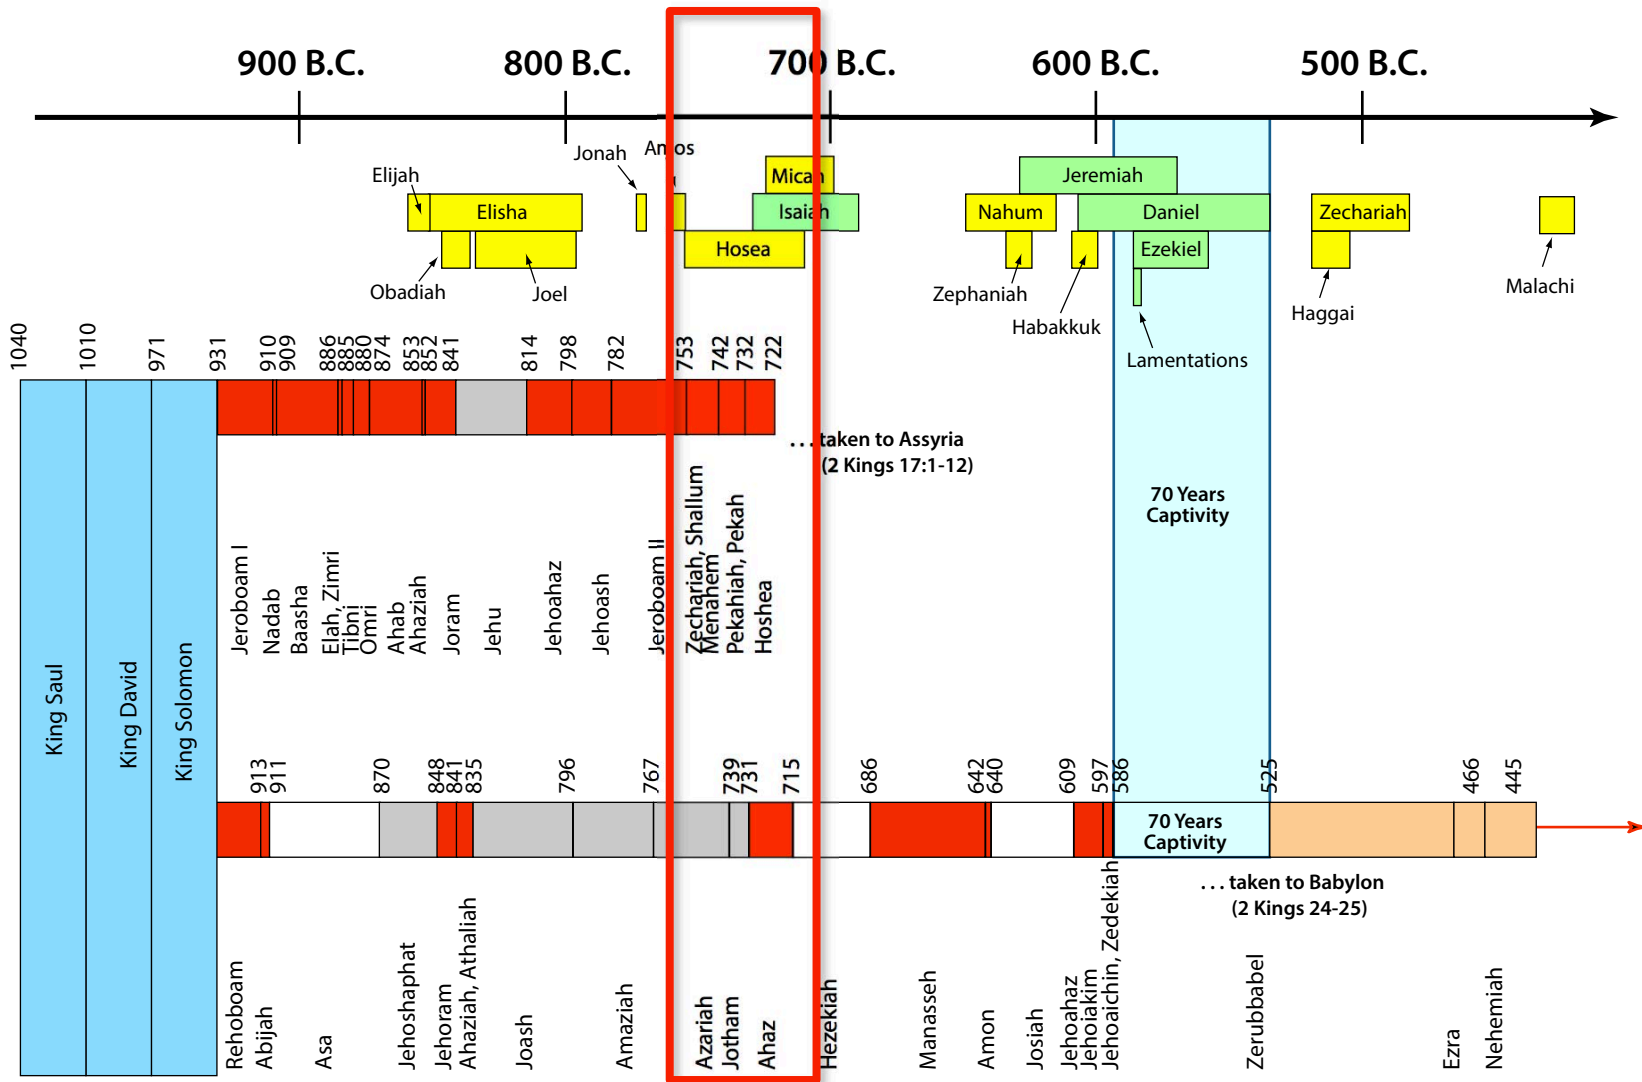 900 B.C. 800 B.C. 700 B.C. 600 B.C. 500 B.C.
Elijah
Elisha
Obadiah
Joel
Jonah
Amos
Micah
Isaiah
Hosea
Jeremiah
Nahum
Daniel
Ezekiel
Zephaniah
Habakkuk
Lamentations
Zechariah
Haggai
Malachi
1040 1010 971 931 910 909 886 885 880 874 853 852 841 814 798 782 753 742 732 722
. . . taken to Assyria
(2 Kings 17:1-12)
70 Years
Captivity
King Saul
King David
King Solomon
Jeroboam I
Nadab
Baasha
Elah, Zimri
Tibni
Omri
Ahab
Ahaziah
Joram
Jehu
Jehoahaz
Jehoash
Jeroboam II
Zechariah, Shallum
Menahem
Pekahiah, Pekah
Hoshea
913 911 870 848 841 835 796 767 739 731 715 686 642 640 609 597 586 525 466 445
70 Years
Captivity
. . . taken to Babylon
(2 Kings 24-25)
Rehoboam
Abijah
Asa
Jehoshaphat
Jehoram
Ahaziah, Athaliah
Joash
Amaziah
Azariah
Jotham
Ahaz
Hezekiah
Manasseh
Amon
Josiah
Jehoahaz
Jehoiakim
Jehoaichin, Zedekiah
Zerubbabel
Ezra
Nehemiah